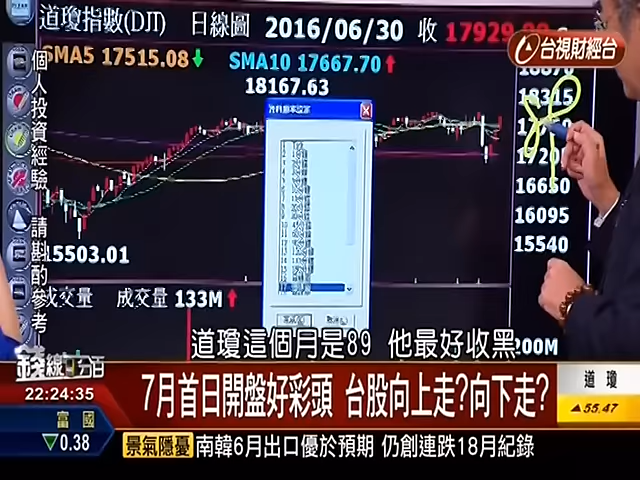 道瓊指數(DJI) 日線圖 2016/06/30 收 17929
SMA5 17515.08↓ SMA10 17667.70↑
台視財經台
18167.63
18315
16650
16095
15540
15503.01
成交量 成交量 133M↑
200M
個人投資經驗 請斟酌參考
道瓊這個月是89 他最好收黑
錢線百分百
22:24:35
7月首日開盤好彩頭 台股向上走?向下走?
道瓊
▲55.47
富國
▼0.38
景氣隱憂 南韓6月出口優於預期 仍創連跌18月紀錄